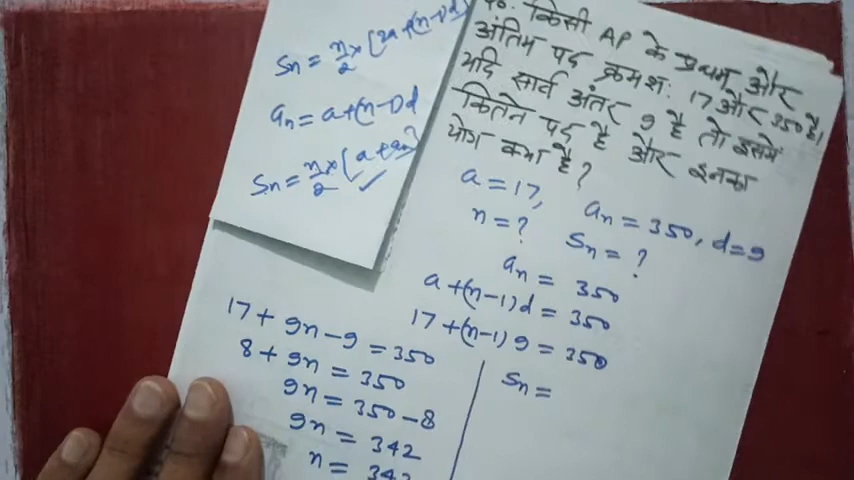 Sn = n/2 × [2a+(n-1)d]
an = a+(n-1)d
Sn = n/2 × (a+an) ✓
किसी AP के प्रथम और
अंतिम पद क्रमशः 17 और 350 है।
यदि सार्व अंतर 9 है तो इसमें
कितने पद है और इनका
योग क्या है?
a = 17, an = 350, d = 9
n = ? Sn = ?
an = 350
a + (n-1)d = 350
17 + (n-1) 9 = 350
17 + 9n - 9 = 350
8 + 9n = 350
9n = 350 - 8
9n = 342
n = 342
Sn =